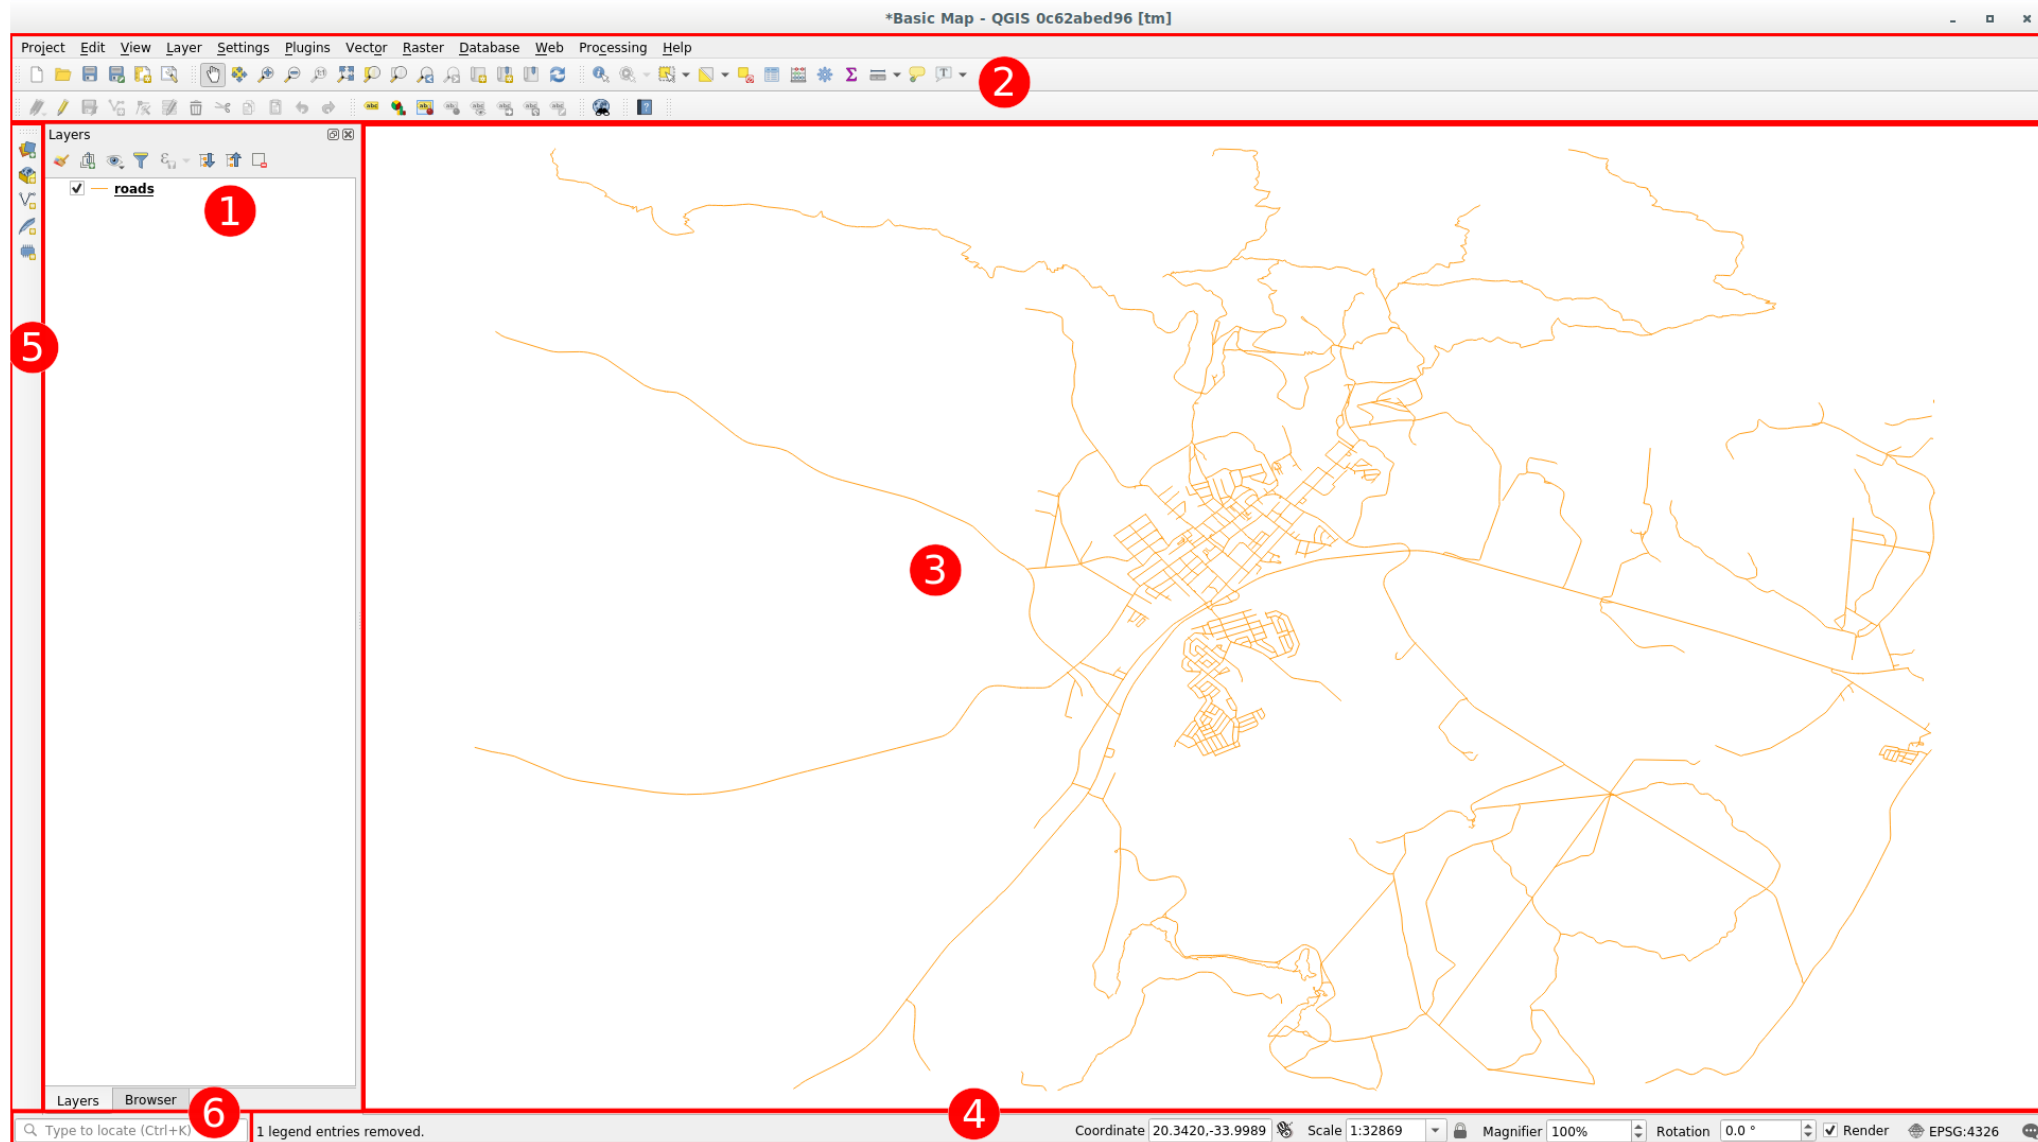 *Basic Map - QGIS 0c62abed96 [tm]
Project Edit View Layer Settings Plugins Vector Raster Database Web Processing Help
2
Layers
roads
1
5
3
Layers Browser
6
4
Type to locate (Ctrl+K)
1 legend entries removed.
Coordinate 20.3420,-33.9989 Scale 1:32869 Magnifier 100% Rotation 0.0 ° Render EPSG:4326